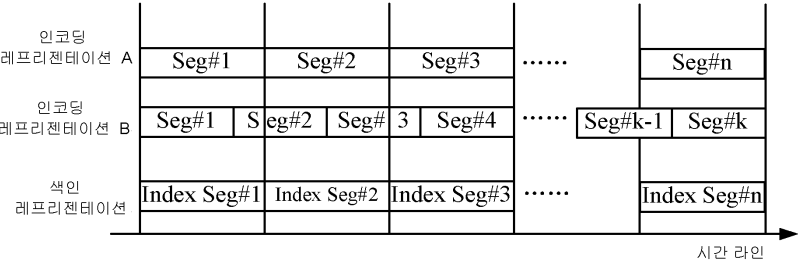 인코딩
레프리젠테이션 A
Seg#1 Seg#2 Seg#3 …… Seg#n
인코딩
레프리젠테이션 B
Seg#1 Seg#2 Seg# 3 Seg#4 …… Seg#k-1 Seg#k
색인
레프리젠테이션
Index Seg#1 Index Seg#2 Index Seg#3 …… Index Seg#n
시간 라인